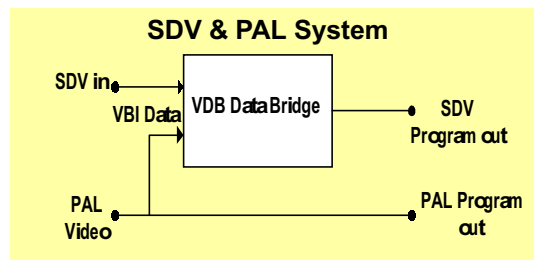 SDV & PAL System
SDV in
VBI Data
VDB DataBridge
SDV
Program out
PAL
Video
PAL Program
out